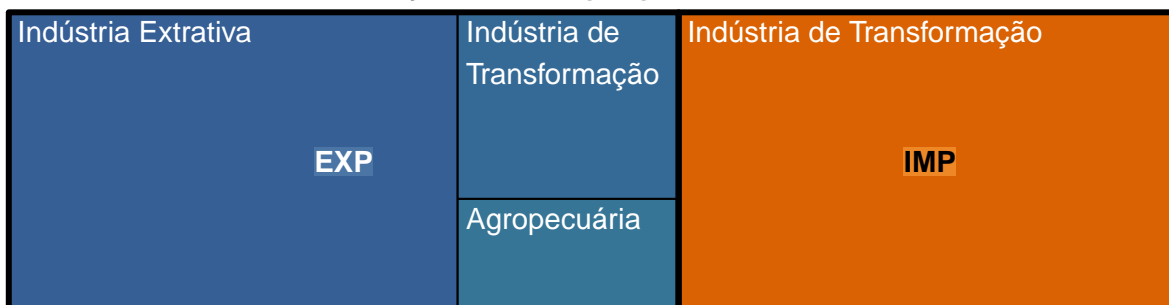 Indústria Extrativa
EXP
Indústria de
Transformação
Agropecuária
Indústria de Transformação
IMP